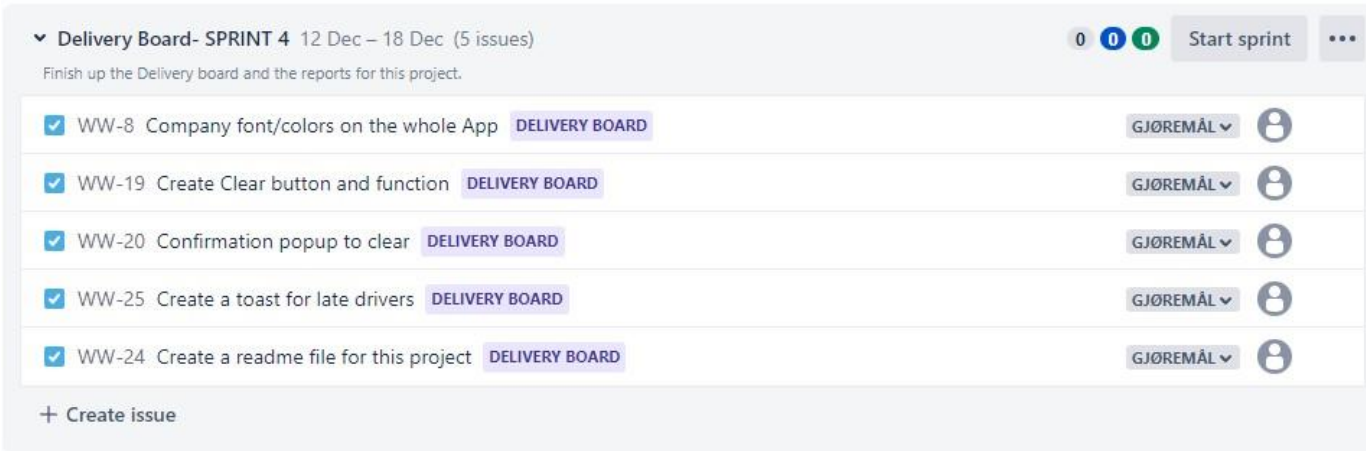 Delivery Board- SPRINT 4 12 Dec – 18 Dec (5 issues) 0 0 0 Start sprint
Finish up the Delivery board and the reports for this project.
WW-8 Company font/colors on the whole App DELIVERY BOARD GJØREMÅL
WW-19 Create Clear button and function DELIVERY BOARD GJØREMÅL
WW-20 Confirmation popup to clear DELIVERY BOARD GJØREMÅL
WW-25 Create a toast for late drivers DELIVERY BOARD GJØREMÅL
WW-24 Create a readme file for this project DELIVERY BOARD GJØREMÅL
+ Create issue